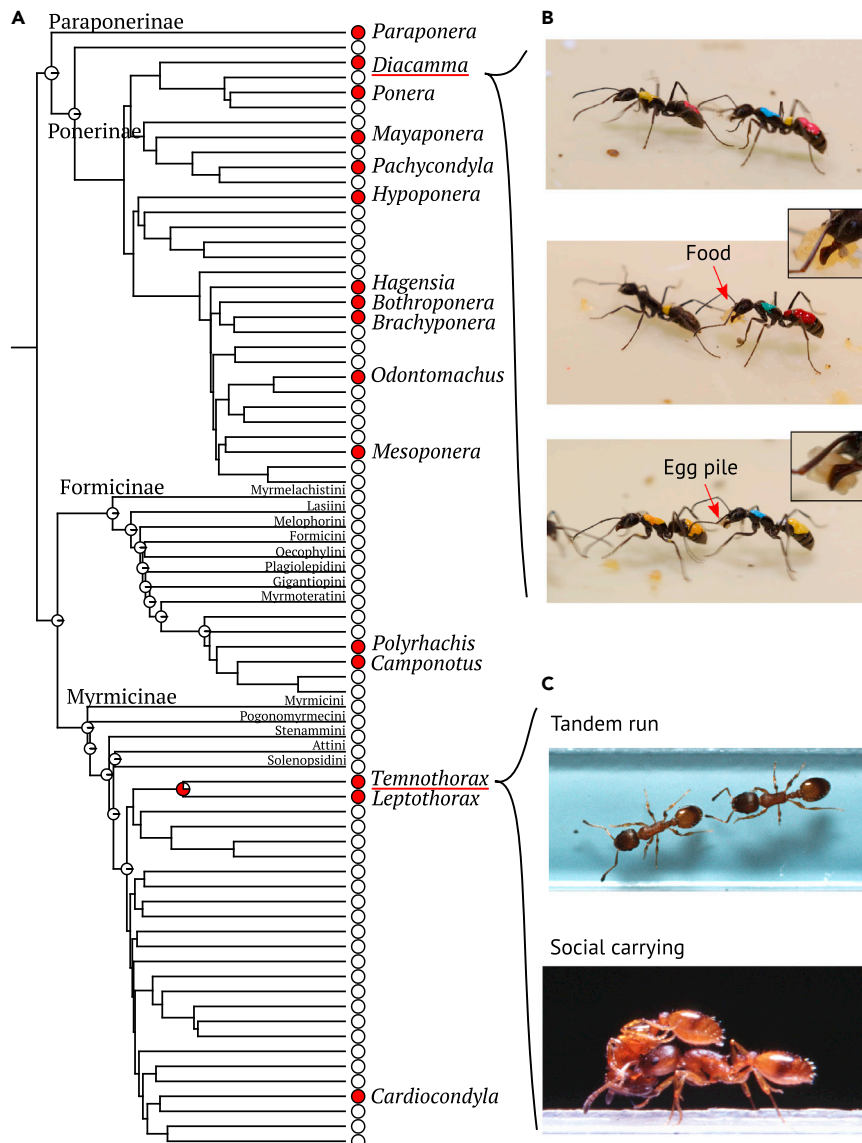 A
Paraponerinae
Paraponera
Diacamma
Ponera
Ponerinae
Mayaponera
Pachycondyla
Hypoponera
Hagensia
Bothroponera
Brachyponera
Odontomachus
Mesoponera
Formicinae
Myrmelachistini
Lasiini
Melophorini
Formicini
Oecophylini
Plagiolepidini
Gigantiopini
Myrmoteratini
Polyrhachis
Camponotus
Myrmicinae
Myrmicini
Pogonomyrmecini
Stenammini
Attini
Solenopsidini
Temnothorax
Leptothorax
Cardiocondyla
B
Food
Egg pile
C
Tandem run
Social carrying